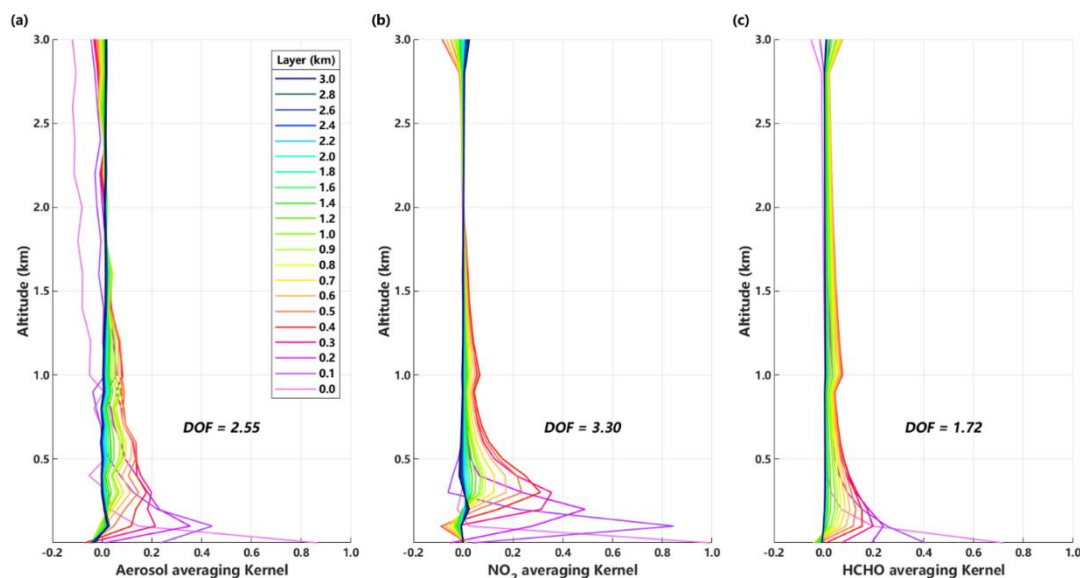 (a)
3.0
2.5
2.0
1.5
1.0
0.5
Altitude (km)
-0.2 0.0 0.2 0.4 0.6 0.8 1.0
Aerosol averaging Kernel
DOF = 2.55
Layer (km)
3.0
2.8
2.6
2.4
2.2
2.0
1.8
1.6
1.4
1.2
1.0
0.9
0.8
0.7
0.6
0.5
0.4
0.3
0.2
0.1
0.0
(b)
3.0
2.5
2.0
1.5
1.0
0.5
Altitude (km)
-0.2 0.0 0.2 0.4 0.6 0.8 1.0
NO2 averaging Kernel
DOF = 3.30
(c)
3.0
2.5
2.0
1.5
1.0
0.5
Altitude (km)
-0.2 0.0 0.2 0.4 0.6 0.8 1.0
HCHO averaging Kernel
DOF = 1.72